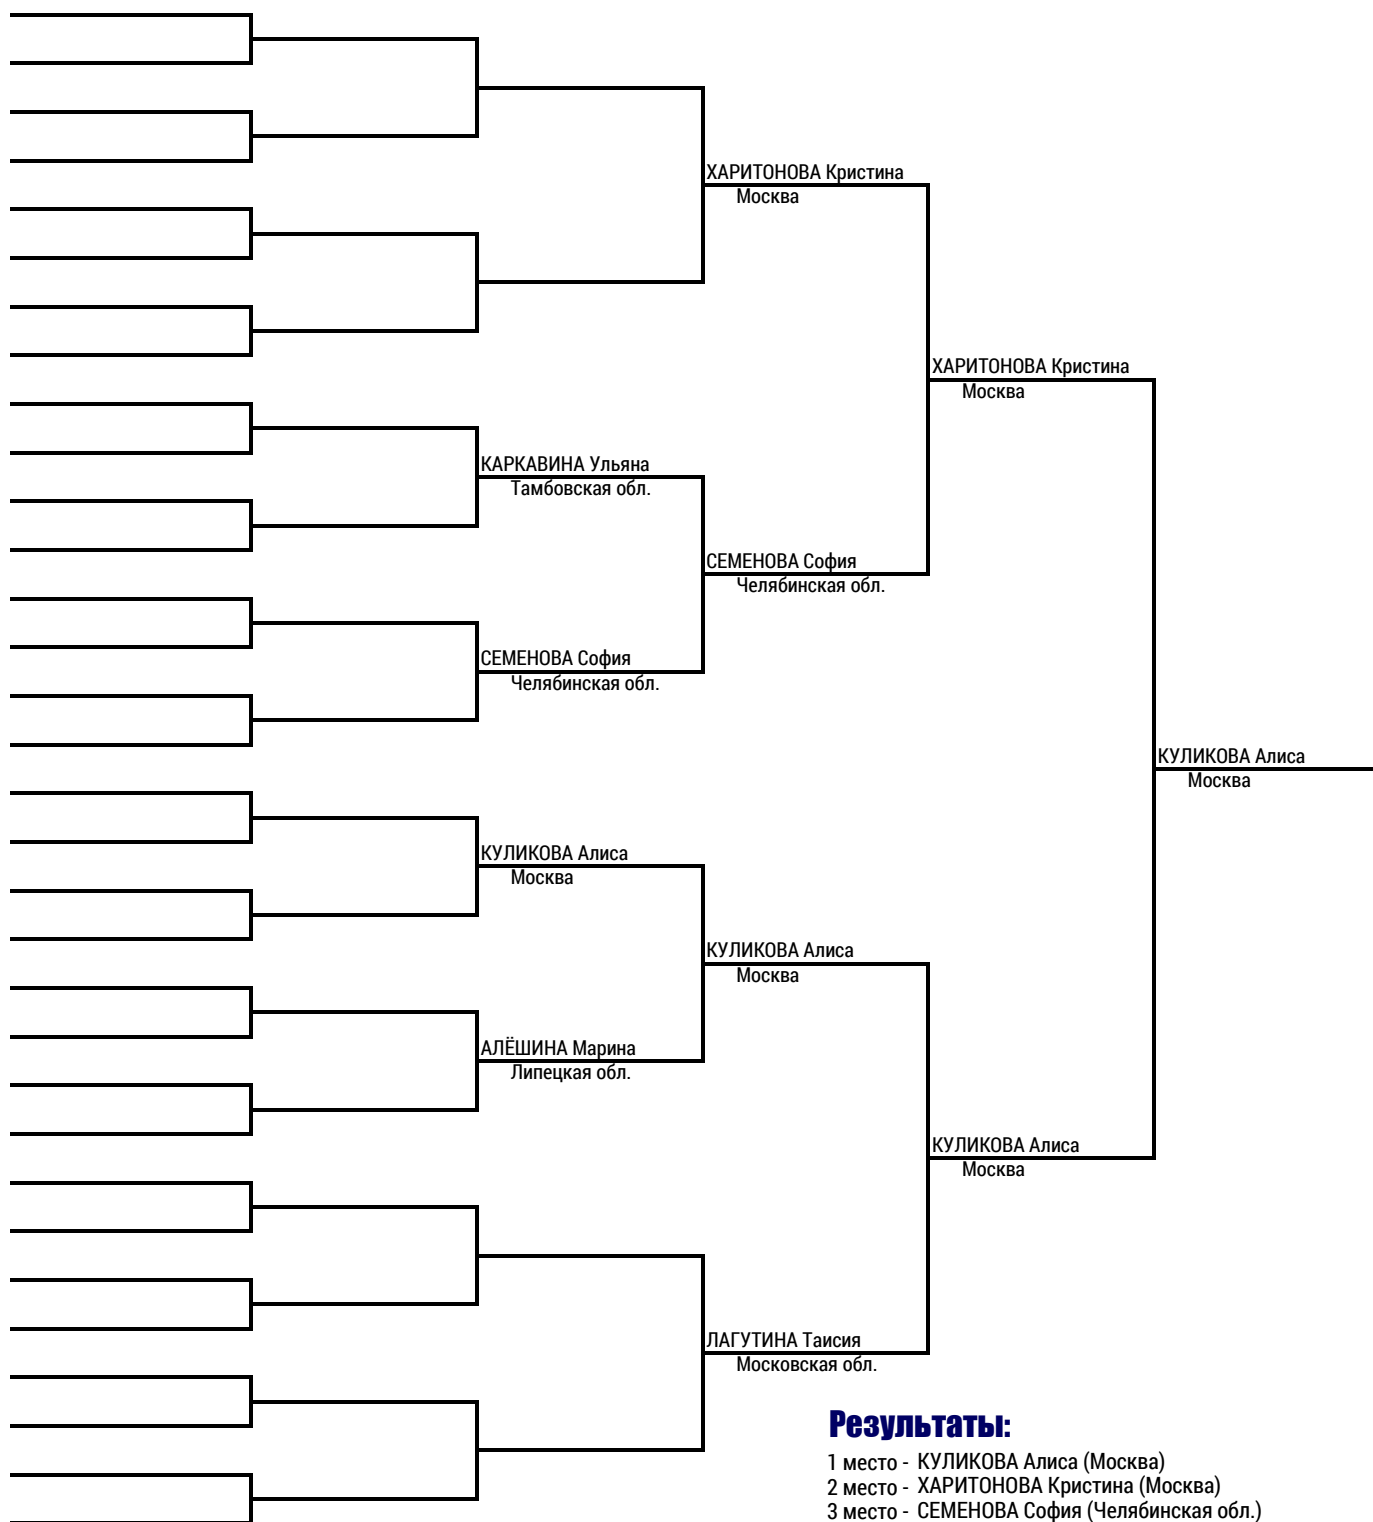 ХАРИТОНОВА Кристина
Москва
ХАРИТОНОВА Кристина
Москва
КАРКАВИНА Ульяна
Тамбовская обл.
СЕМЕНОВА София
Челябинская обл.
СЕМЕНОВА София
Челябинская обл.
КУЛИКОВА Алиса
Москва
КУЛИКОВА Алиса
Москва
КУЛИКОВА Алиса
Москва
АЛЁШИНА Марина
Липецкая обл.
КУЛИКОВА Алиса
Москва
ЛАГУТИНА Таисия
Московская обл.
Результаты:
1 место - КУЛИКОВА Алиса (Москва)
2 место - ХАРИТОНОВА Кристина (Москва)
3 место - СЕМЕНОВА София (Челябинская обл.)